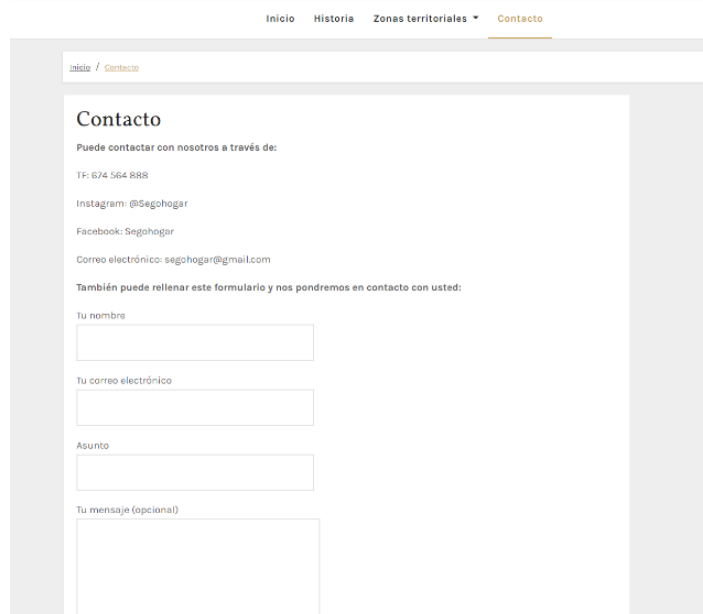 Inicio Historia Zonas territoriales Contacto
Inicio / Contacto
Contacto
Puede contactar con nosotros a través de:
TF: 674 564 888
Instagram: @Segohogar
Facebook: Segohogar
Correo electrónico: segohogar@gmail.com
También puede rellenar este formulario y nos pondremos en contacto con usted:
Tu nombre
Tu correo electrónico
Asunto
Tu mensaje (opcional)